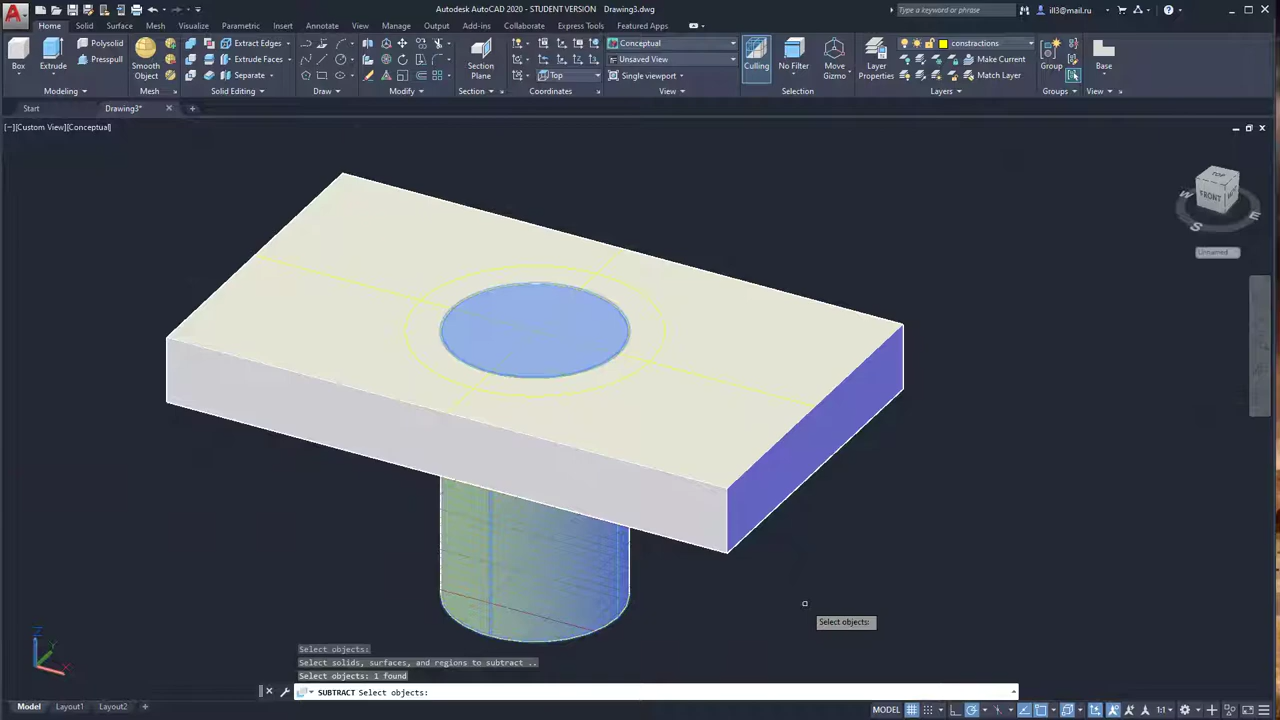 Autodesk AutoCAD 2020 - STUDENT VERSION Drawing3.dwg
Type a keyword or phrase
ill3@mail.ru
Home Solid Surface Mesh Visualize Parametric Insert Annotate View Manage Output Add-ins Collaborate Express Tools Featured Apps
Box
Extrude
Polysolid
Presspull
Smooth
Object
Extract Edges
Extrude Faces
Separate
Section
Plane
Top
Conceptual
Unsaved View
Single viewport
Culling
No Filter
Move
Gizmo
Layer
Properties
constractions
Make Current
Match Layer
Group
Base
Modeling
Mesh
Solid Editing
Draw
Modify
Section
Coordinates
View
Selection
Layers
Groups
View
Start
Drawing3*
[−][Custom View][Conceptual]
TOP
FRONT
W
S
E
Unnamed
Select objects:
Z
Y
X
Select objects:
Select solids, surfaces, and regions to subtract ..
Select objects: 1 found
SUBTRACT Select objects:
Model Layout1 Layout2
MODEL
1:1